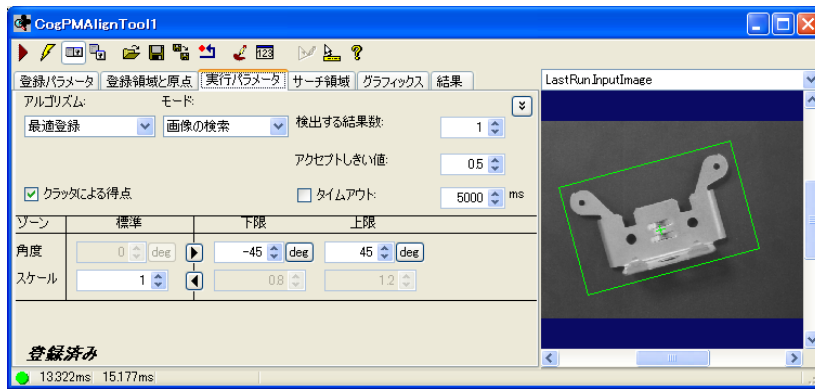 CogPMAlignTool1
登録パラメータ 登録領域と原点 実行パラメータ サーチ領域 グラフィックス 結果
LastRun.InputImage
アルゴリズム: モード:
最適登録 画像の検索 検出する結果数: 1
アクセプトしきい値: 0.5
クラッタによる得点 タイムアウト: 5000 ms
ゾーン 標準 下限 上限
角度 0 deg -45 deg 45 deg
スケール 1 0.8 1.2
登録済み
13.322ms 15.177ms